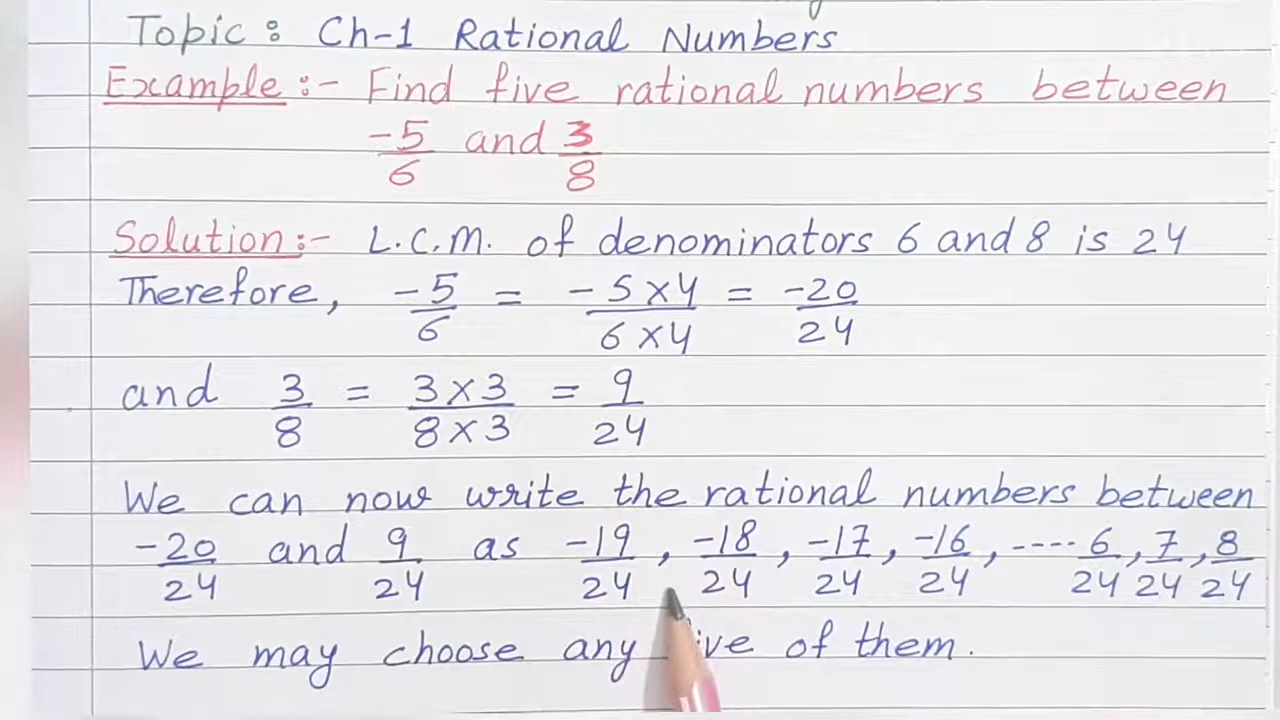 Topic: Ch-1 Rational Numbers
Example:- Find five rational numbers between
-5/6 and 3/8
Solution:- L.C.M. of denominators 6 and 8 is 24
Therefore, -5/6 = -5×4/6×4 = -20/24
and 3/8 = 3×3/8×3 = 9/24
We can now write the rational numbers between
-20/24 and 9/24 as -19/24, -18/24, -17/24, -16/24, ---- 6/24, 7/24, 8/24
We may choose any of them.